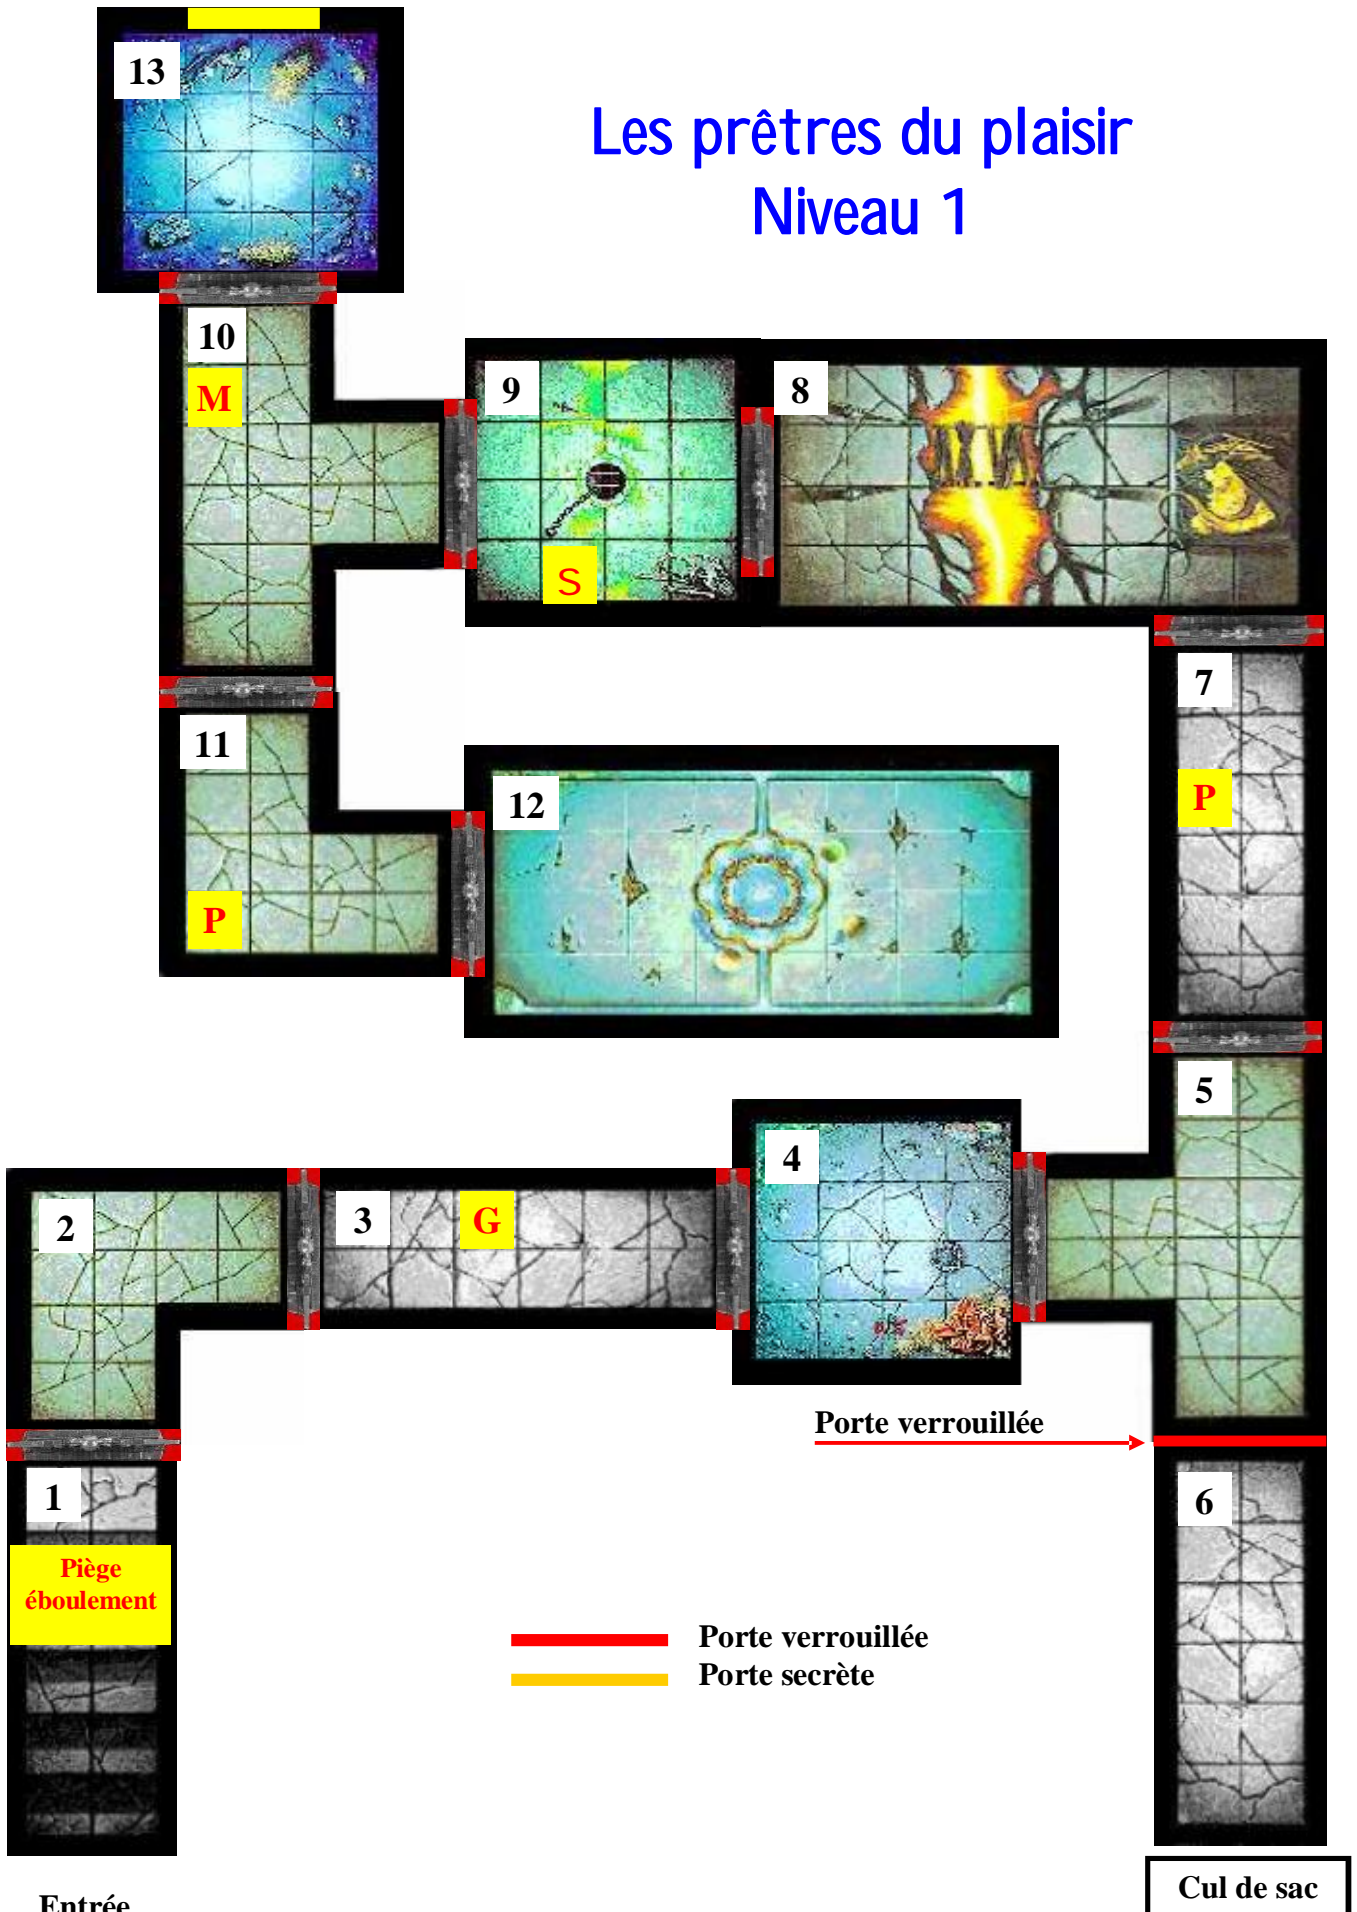 Les prêtres du plaisir
Niveau 1
13
10
M
9
S
8
7
P
11
P
12
5
4
2
3
G
Porte verrouillée
1
Piège
éboulement
6
Porte verrouillée
Porte secrète
Entrée
Cul de sac